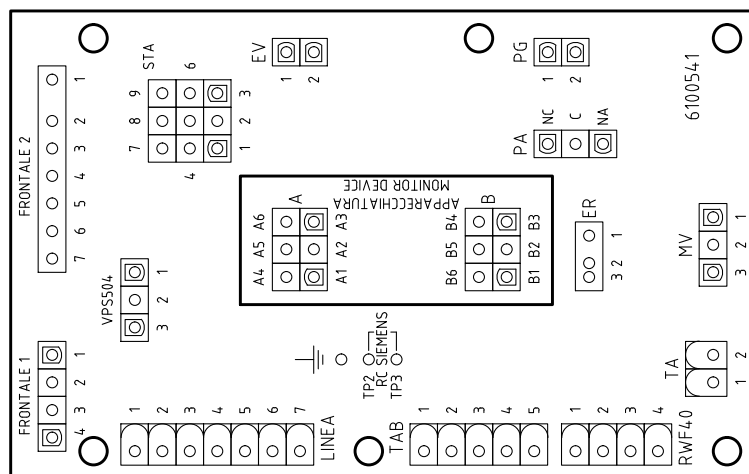 STA
6
EV
PG
9
8
7
3
2
1
4
1
2
1
2
6100541
PA
NC
C
NA
FRONTALE 2
1
2
3
4
5
6
7
APPARECCHIATURA
MONITOR DEVICE
A
A6
A5
A4
A3
A2
A1
B
B4
B5
B6
B3
B2
B1
ER
1
2
3
MV
1
2
3
VPS504
1
2
3
FRONTALE 1
1
2
3
4
TP2
TP3
RC SIEMENS
TA
1
2
1
2
3
4
5
6
7
LINEA
TAB
1
2
3
4
5
1
2
3
4
RWF40